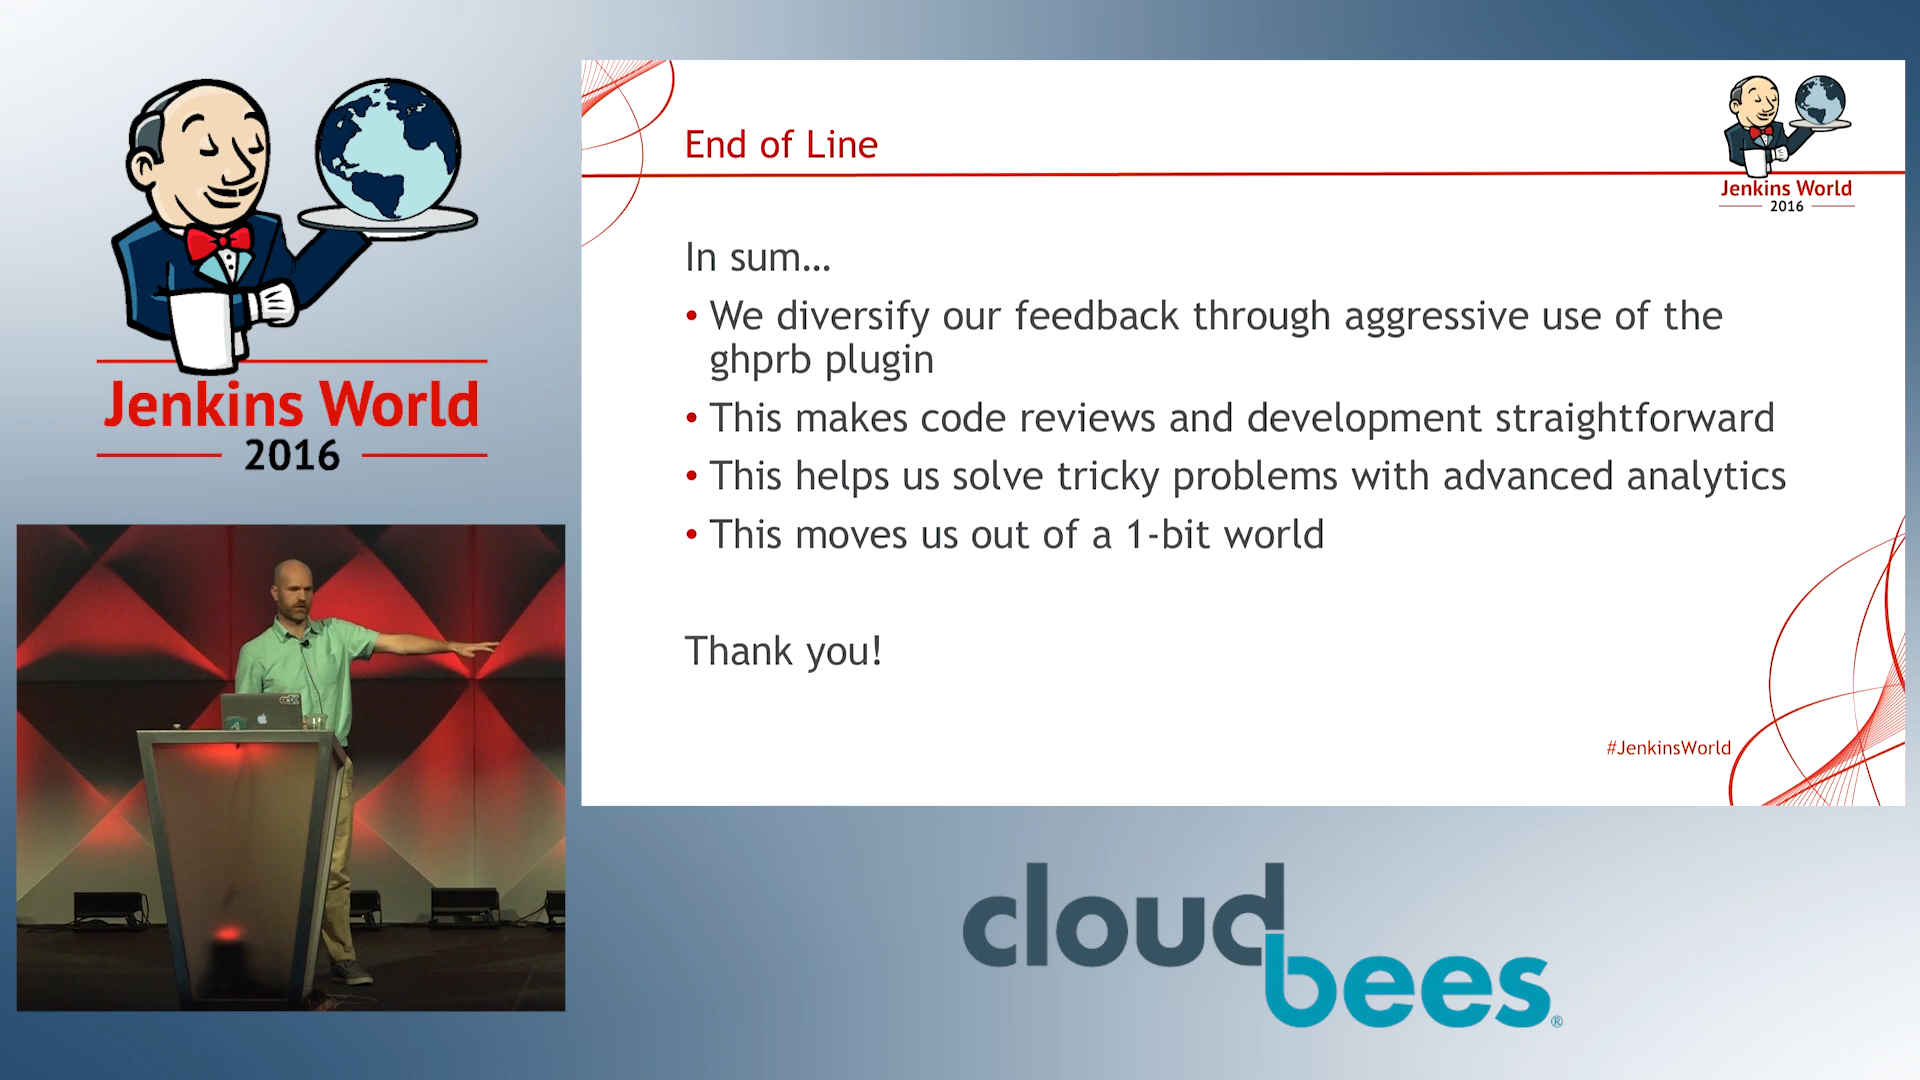 Jenkins World
2016
End of Line
Jenkins World
2016
In sum...
• We diversify our feedback through aggressive use of the
ghprb plugin
• This makes code reviews and development straightforward
• This helps us solve tricky problems with advanced analytics
• This moves us out of a 1-bit world
Thank you!
#JenkinsWorld
cloud
bees®